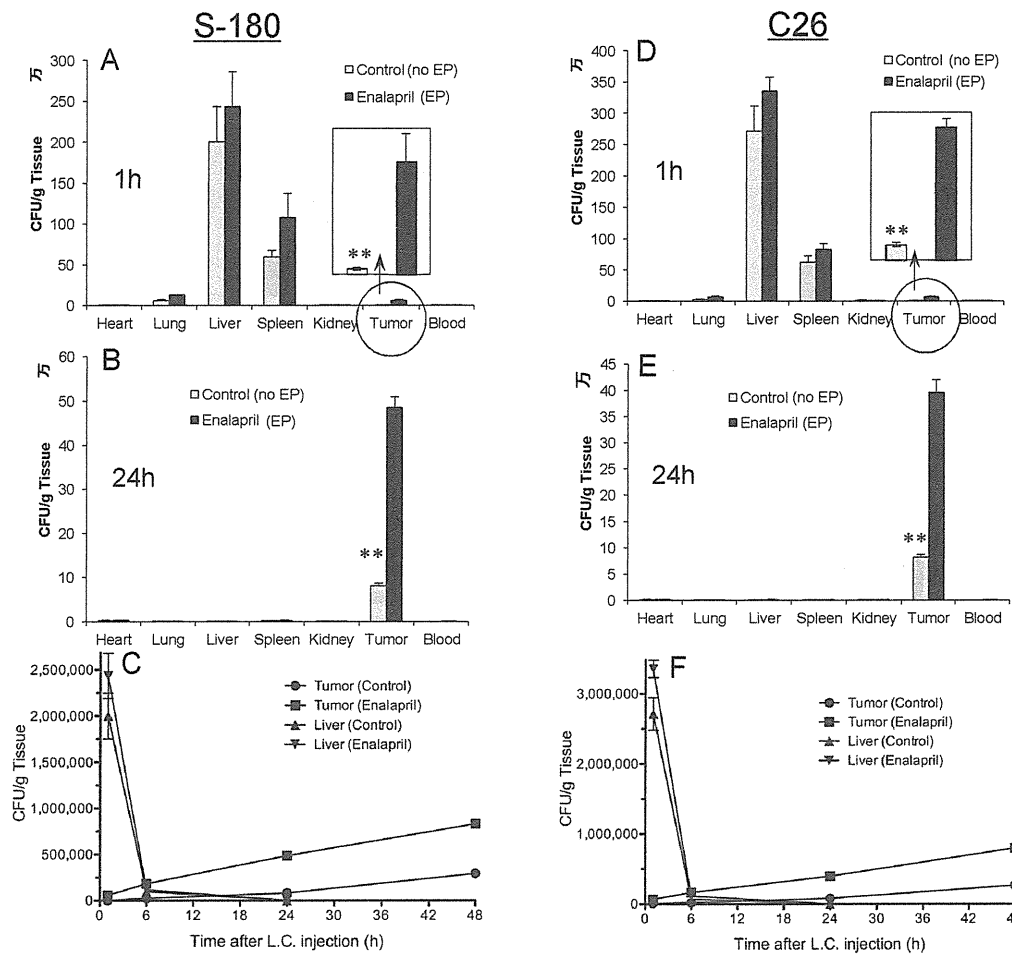 S-180
C26
A
万
300
250
200
150
100
50
0
CFU/g Tissue
1h
Control (no EP)
Enalapril (EP)
**
Heart Lung Liver Spleen Kidney Tumor Blood
D
万
400
350
300
250
200
150
100
50
0
CFU/g Tissue
1h
Control (no EP)
Enalapril (EP)
**
Heart Lung Liver Spleen Kidney Tumor Blood
B
万
60
50
40
30
20
10
0
CFU/g Tissue
24h
Control (no EP)
Enalapril (EP)
**
Heart Lung Liver Spleen Kidney Tumor Blood
E
万
45
40
35
30
25
20
15
10
5
0
CFU/g Tissue
24h
Control (no EP)
Enalapril (EP)
**
Heart Lung Liver Spleen Kidney Tumor Blood
C
2,500,000
2,000,000
1,500,000
1,000,000
500,000
0
CFU/g Tissue
Tumor (Control)
Tumor (Enalapril)
Liver (Control)
Liver (Enalapril)
0 6 12 18 24 30 36 42 48
Time after L.C. injection (h)
F
3,000,000
2,000,000
1,000,000
0
CFU/g Tissue
Tumor (Control)
Tumor (Enalapril)
Liver (Control)
Liver (Enalapril)
0 6 12 18 24 30 36 42
Time after L.C. injection (h)